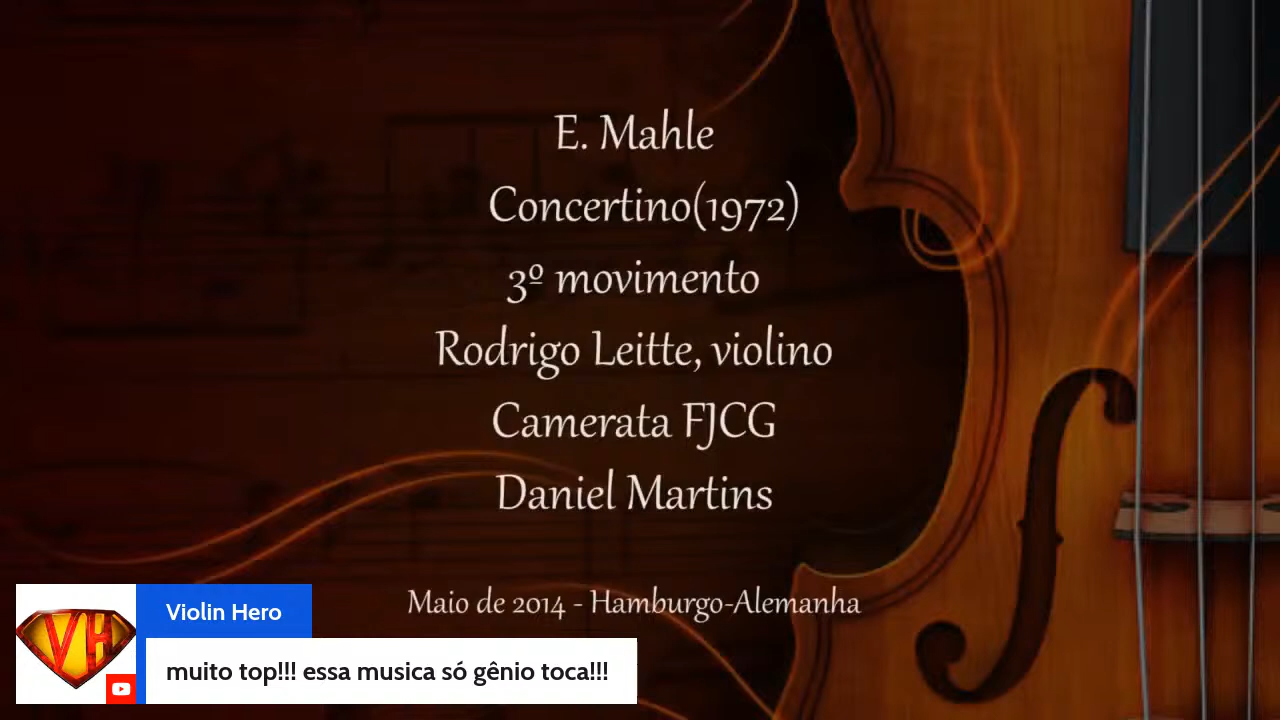 E. Mahle
Concertino(1972)
3º movimento
Rodrigo Leitte, violino
Camerata FJCG
Daniel Martins
Maio de 2014 - Hamburgo-Alemanha
VH
Violin Hero
muito top!!! essa musica só gênio toca!!!